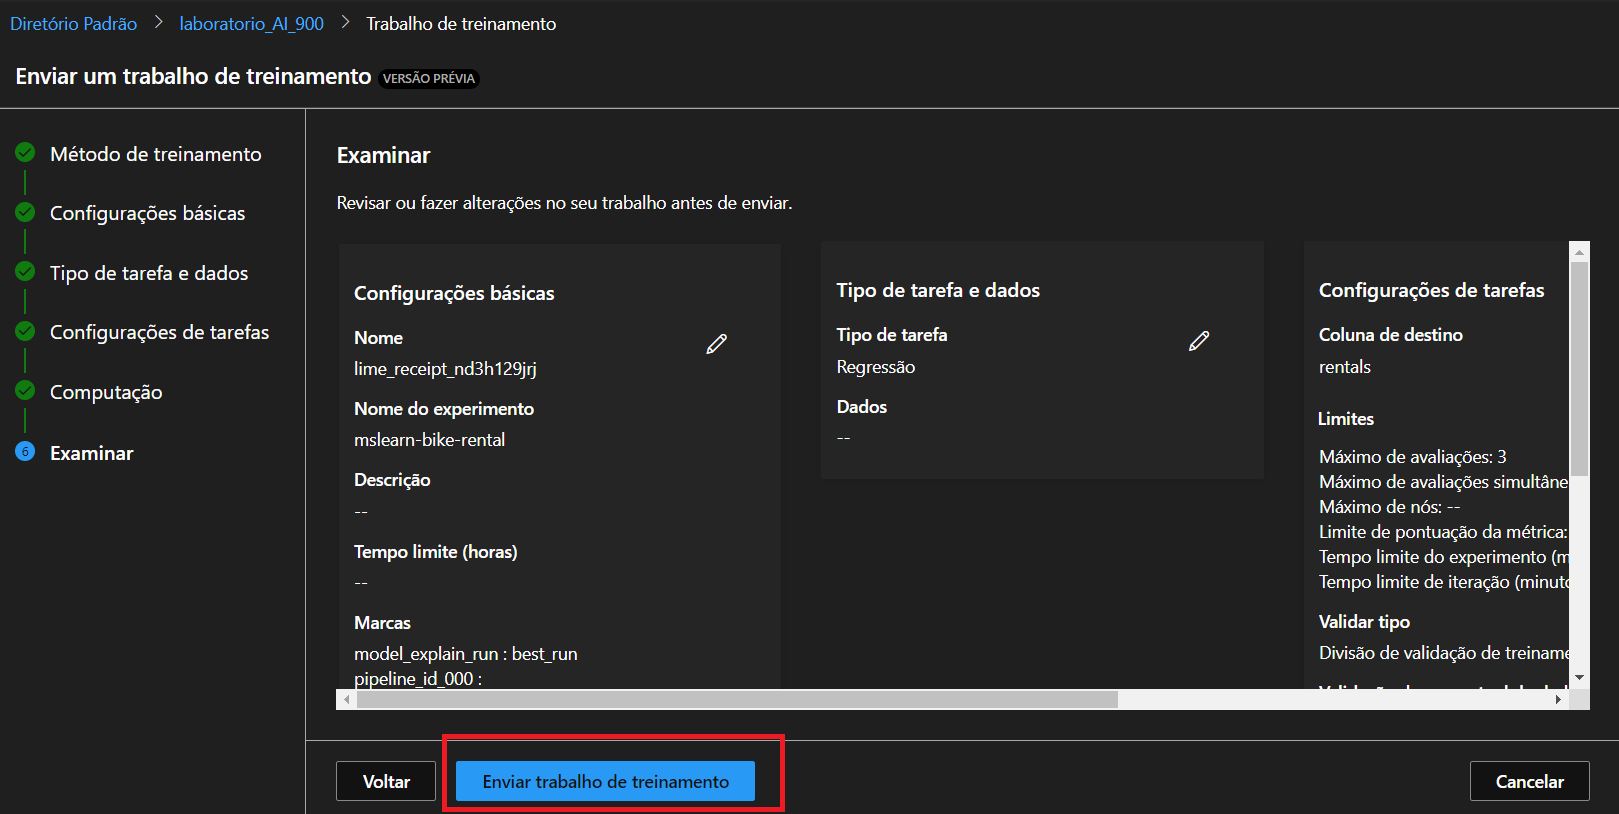 Diretório Padrão > laboratorio_AI_900 > Trabalho de treinamento
Enviar um trabalho de treinamento VERSÃO PRÉVIA
Método de treinamento
Configurações básicas
Tipo de tarefa e dados
Configurações de tarefas
Computação
6 Examinar
Examinar
Revisar ou fazer alterações no seu trabalho antes de enviar.
Configurações básicas
Nome
lime_receipt_nd3h129jrj
Nome do experimento
mslearn-bike-rental
Descrição
--
Tempo limite (horas)
--
Marcas
model_explain_run : best_run
pipeline_id_000 :
Tipo de tarefa e dados
Tipo de tarefa
Regressão
Dados
--
Configurações de tarefas
Coluna de destino
rentals
Limites
Máximo de avaliações: 3
Máximo de avaliações simultâne
Máximo de nós: --
Limite de pontuação da métrica:
Tempo limite do experimento (m
Tempo limite de iteração (minuto
Validar tipo
Divisão de validação de treiname
Voltar
Enviar trabalho de treinamento
Cancelar